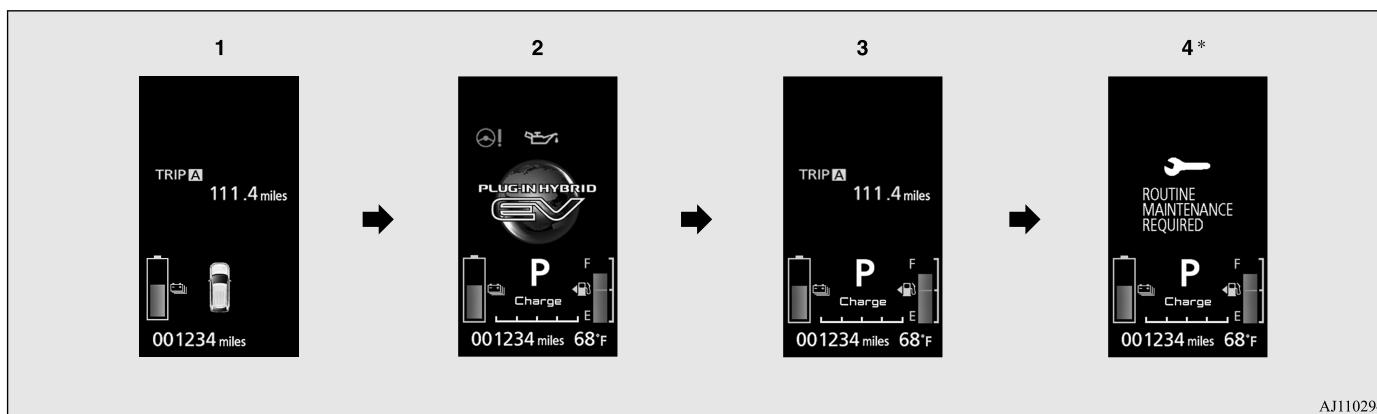 1
2
3
4*
TRIP A
111.4 miles
001234 miles
PLUG-IN HYBRID
EV
P
F
Charge
E
001234 miles 68°F
TRIP A
111.4 miles
P
F
Charge
E
001234 miles 68°F
ROUTINE
MAINTENANCE
REQUIRED
P
F
Charge
E
001234 miles 68°F
AJ11029